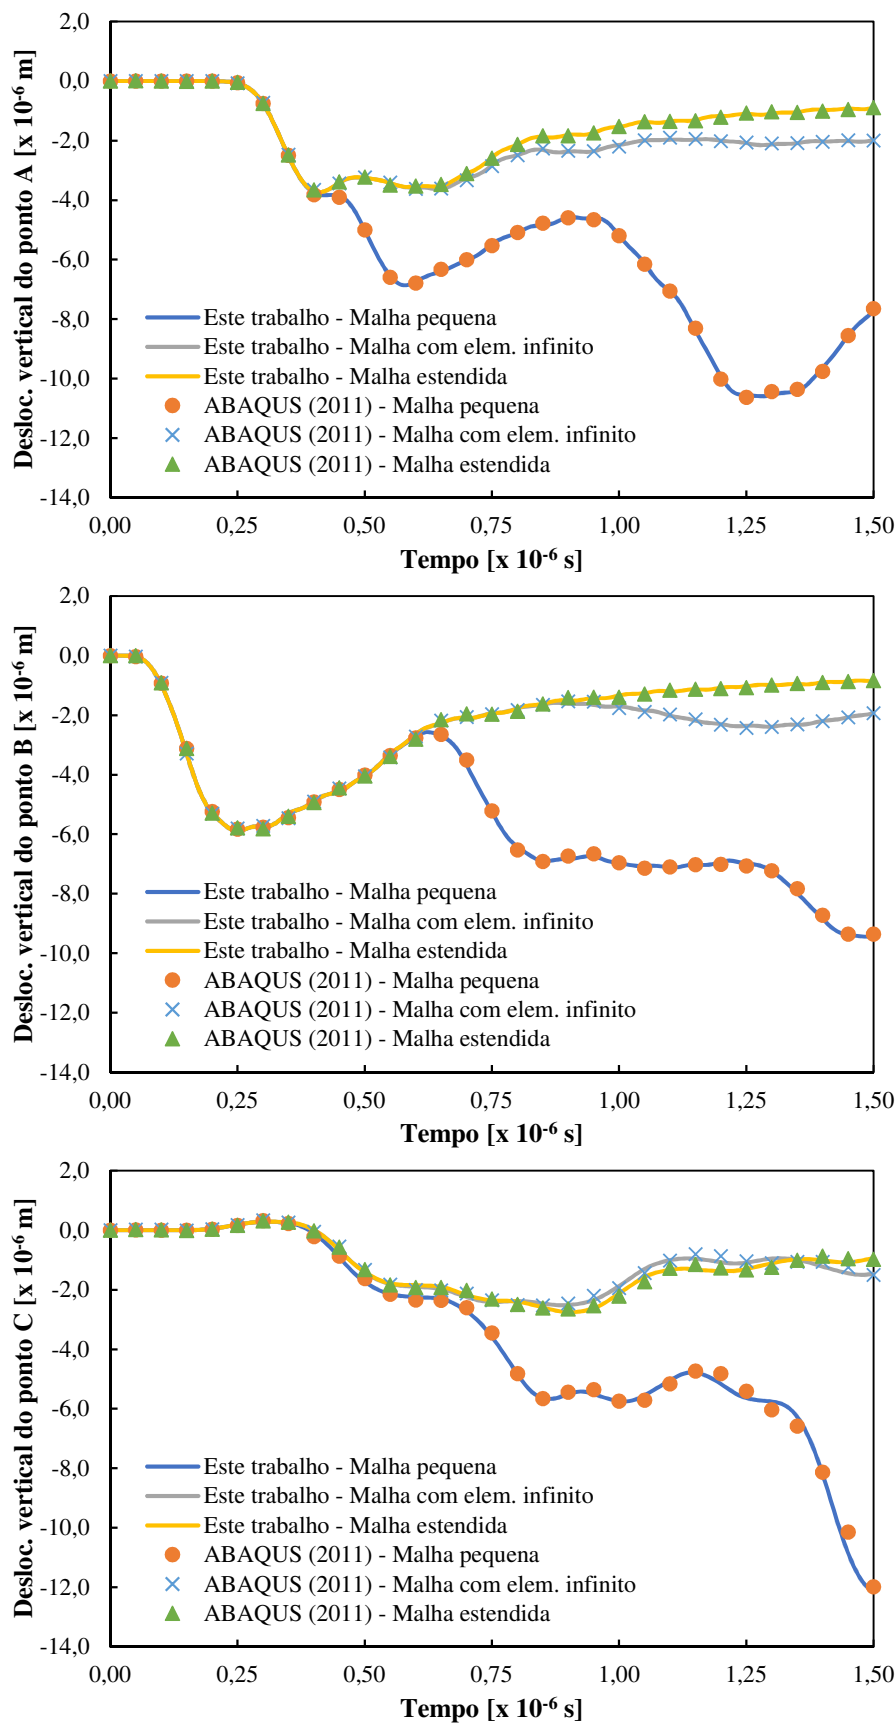 2,0
0,0
-2,0
-4,0
-6,0
-8,0
-10,0
-12,0
-14,0
Desloc. vertical do ponto A [x 10⁻⁶ m]
Este trabalho - Malha pequena
Este trabalho - Malha com elem. infinito
Este trabalho - Malha estendida
ABAQUS (2011) - Malha pequena
ABAQUS (2011) - Malha com elem. infinito
ABAQUS (2011) - Malha estendida
0,00 0,25 0,50 0,75 1,00 1,25 1,50
Tempo [x 10⁻⁶ s]
2,0
0,0
-2,0
-4,0
-6,0
-8,0
-10,0
-12,0
-14,0
Desloc. vertical do ponto B [x 10⁻⁶ m]
Este trabalho - Malha pequena
Este trabalho - Malha com elem. infinito
Este trabalho - Malha estendida
ABAQUS (2011) - Malha pequena
ABAQUS (2011) - Malha com elem. infinito
ABAQUS (2011) - Malha estendida
0,00 0,25 0,50 0,75 1,00 1,25 1,50
Tempo [x 10⁻⁶ s]
2,0
0,0
-2,0
-4,0
-6,0
-8,0
-10,0
-12,0
-14,0
Desloc. vertical do ponto C [x 10⁻⁶ m]
Este trabalho - Malha pequena
Este trabalho - Malha com elem. infinito
Este trabalho - Malha estendida
ABAQUS (2011) - Malha pequena
ABAQUS (2011) - Malha com elem. infinito
ABAQUS (2011) - Malha estendida
0,00 0,25 0,50 0,75 1,00 1,25 1,50
Tempo [x 10⁻⁶ s]